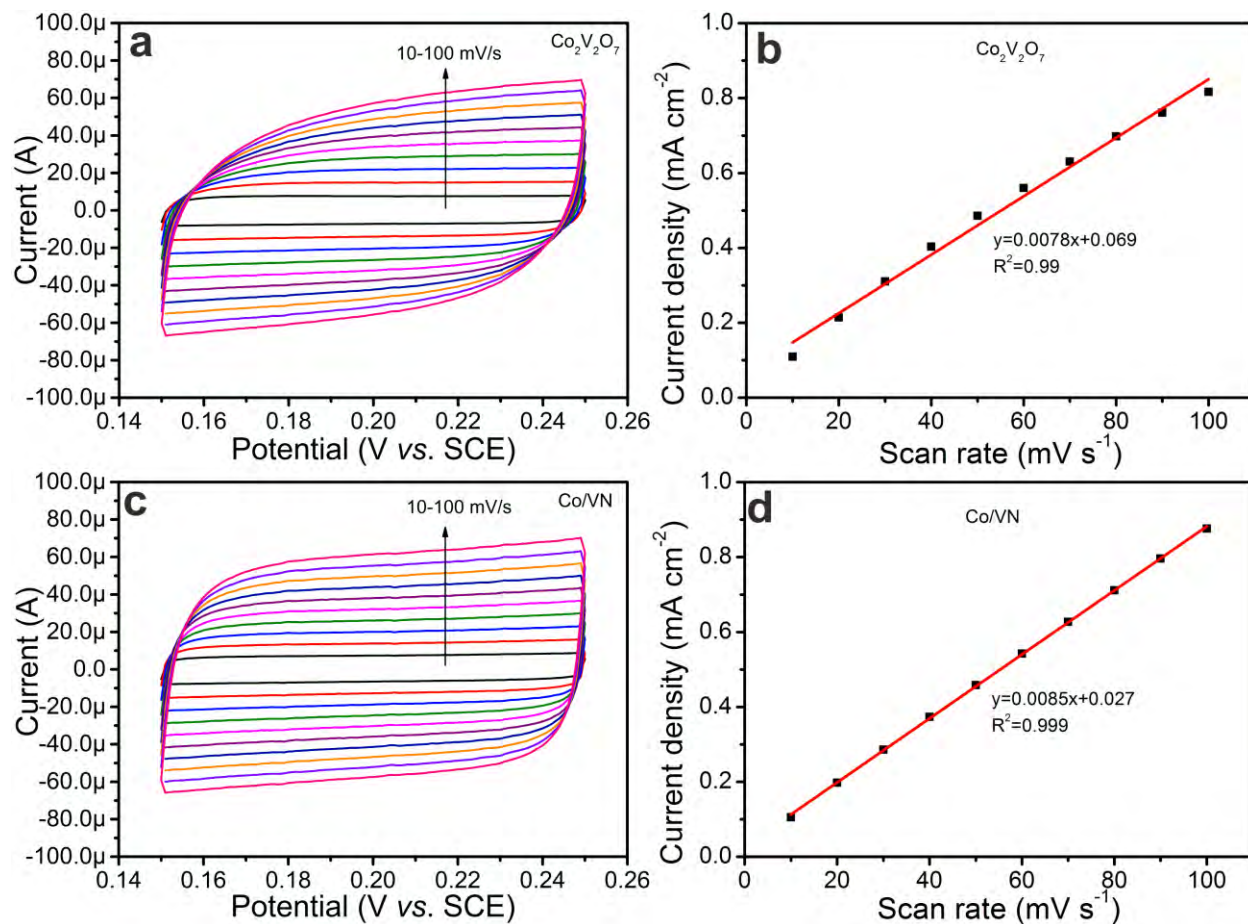 a
Co₂V₂O₇
10-100 mV/s
100.0µ
80.0µ
60.0µ
40.0µ
20.0µ
0.0
-20.0µ
-40.0µ
-60.0µ
-80.0µ
-100.0µ
Current (A)
0.14 0.16 0.18 0.20 0.22 0.24 0.26
Potential (V vs. SCE)
b
Co₂V₂O₇
1.0
0.8
0.6
0.4
0.2
0.0
Current density (mA cm⁻²)
y=0.0078x+0.069
R²=0.99
0 20 40 60 80 100
Scan rate (mV s⁻¹)
c
Co/VN
10-100 mV/s
100.0µ
80.0µ
60.0µ
40.0µ
20.0µ
0.0
-20.0µ
-40.0µ
-60.0µ
-80.0µ
-100.0µ
Current (A)
0.14 0.16 0.18 0.20 0.22 0.24 0.26
Potential (V vs. SCE)
d
Co/VN
1.0
0.8
0.6
0.4
0.2
0.0
Current density (mA cm⁻²)
y=0.0085x+0.027
R²=0.999
0 20 40 60 80 100
Scan rate (mV s⁻¹)